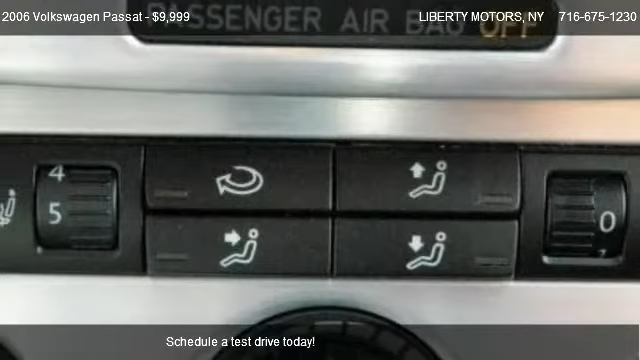 2006 Volkswagen Passat - $9,999 LIBERTY MOTORS, NY 716-675-1230
PASSENGER AIR BAG OFF
4
5
0
Schedule a test drive today!